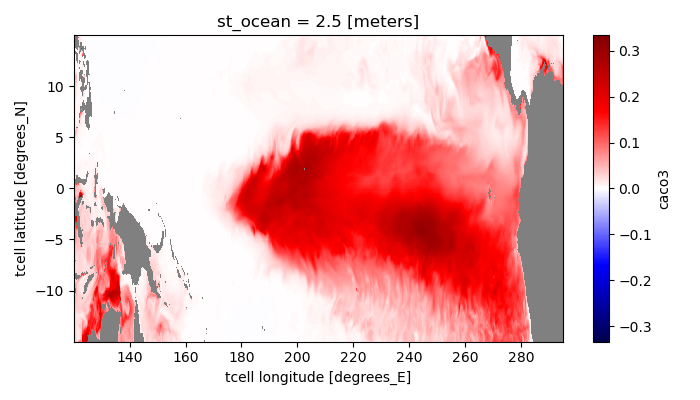 st_ocean = 2.5 [meters]
10
5
0
−5
−10
tcell latitude [degrees_N]
140 160 180 200 220 240 260 280
tcell longitude [degrees_E]
0.3
0.2
0.1
0.0
−0.1
−0.2
−0.3
caco3